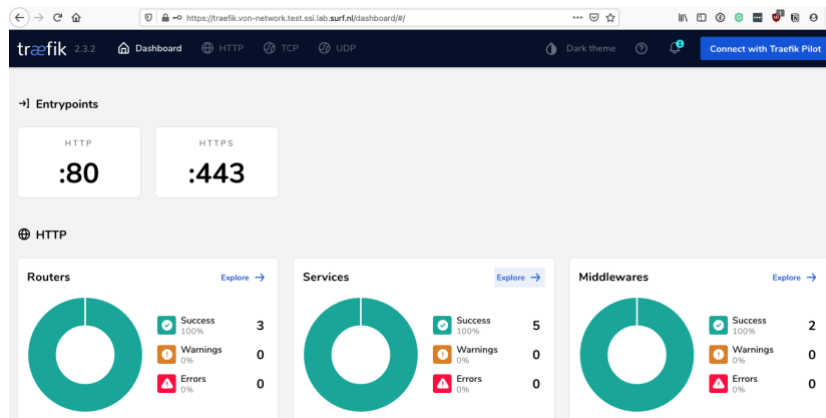 https://traefik.von-network.test.ssi.lab.surf.nl/dashboard/#/
træfik 2.3.2 Dashboard HTTP TCP UDP Dark theme Connect with Traefik Pilot
Entrypoints
HTTP HTTPS
:80 :443
HTTP
Routers Explore Services Explore Middlewares Explore
Success 3 Success 5 Success 2
100% 100% 100%
Warnings 0 Warnings 0 Warnings 0
0% 0% 0%
Errors 0 Errors 0 Errors 0
0% 0% 0%